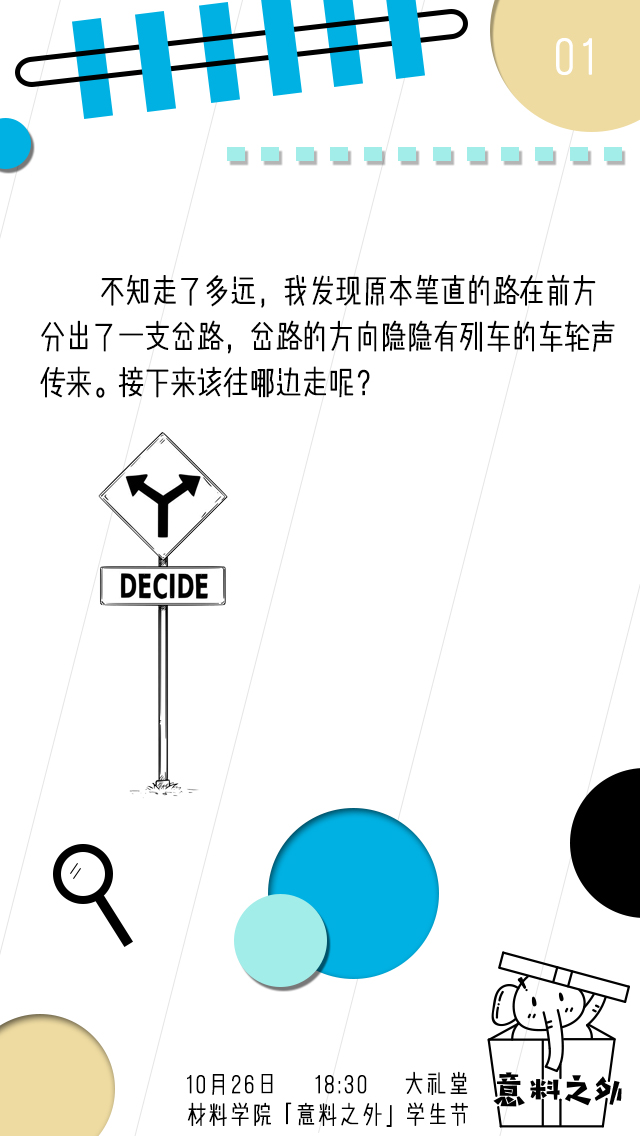 01
不知走了多远，我发现原本笔直的路在前方
分出了一支岔路，岔路的方向隐隐有列车的车轮声
传来。接下来该往哪边走呢？
DECIDE
10月26日 18:30 大礼堂
材料学院「意料之外」学生节
意料之外